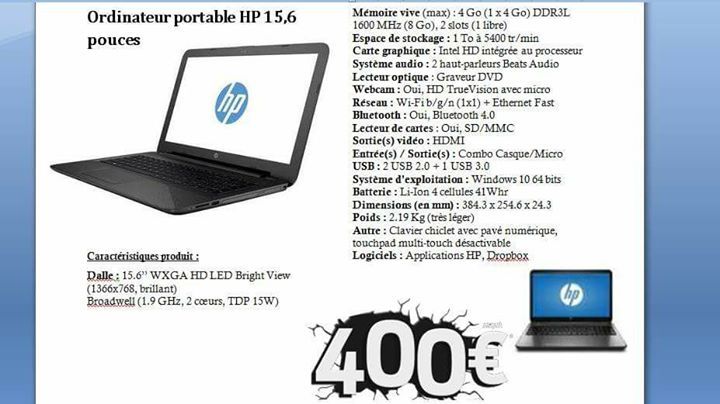 Ordinateur portable HP 15,6
pouces
hp
Caractéristiques produit :
Dalle : 15.6’’ WXGA HD LED Bright View
(1366x768, brillant)
Broadwell (1.9 GHz, 2 cœurs, TDP 15W)
Mémoire vive (max) : 4 Go (1 x 4 Go) DDR3L
1600 MHz (8 Go), 2 slots (1 libre)
Espace de stockage : 1 To à 5400 tr/min
Carte graphique : Intel HD intégrée au processeur
Système audio : 2 haut-parleurs Beats Audio
Lecteur optique : Graveur DVD
Webcam : Oui, HD TrueVision avec micro
Réseau : Wi-Fi b/g/n (1x1) + Ethernet Fast
Bluetooth : Oui, Bluetooth 4.0
Lecteur de cartes : Oui, SD/MMC
Sortie(s) vidéo : HDMI
Entrée(s) / Sortie(s) : Combo Casque/Micro
USB : 2 USB 2.0 + 1 USB 3.0
Système d'exploitation : Windows 10 64 bits
Batterie : Li-Ion 4 cellules 41Whr
Dimensions (en mm) : 384.3 x 254.6 x 24.3
Poids : 2.19 Kg (très léger)
Autre : Clavier chiclet avec pavé numérique,
touchpad multi-touch désactivable
Logiciels : Applications HP, Dropbox
hp
400€